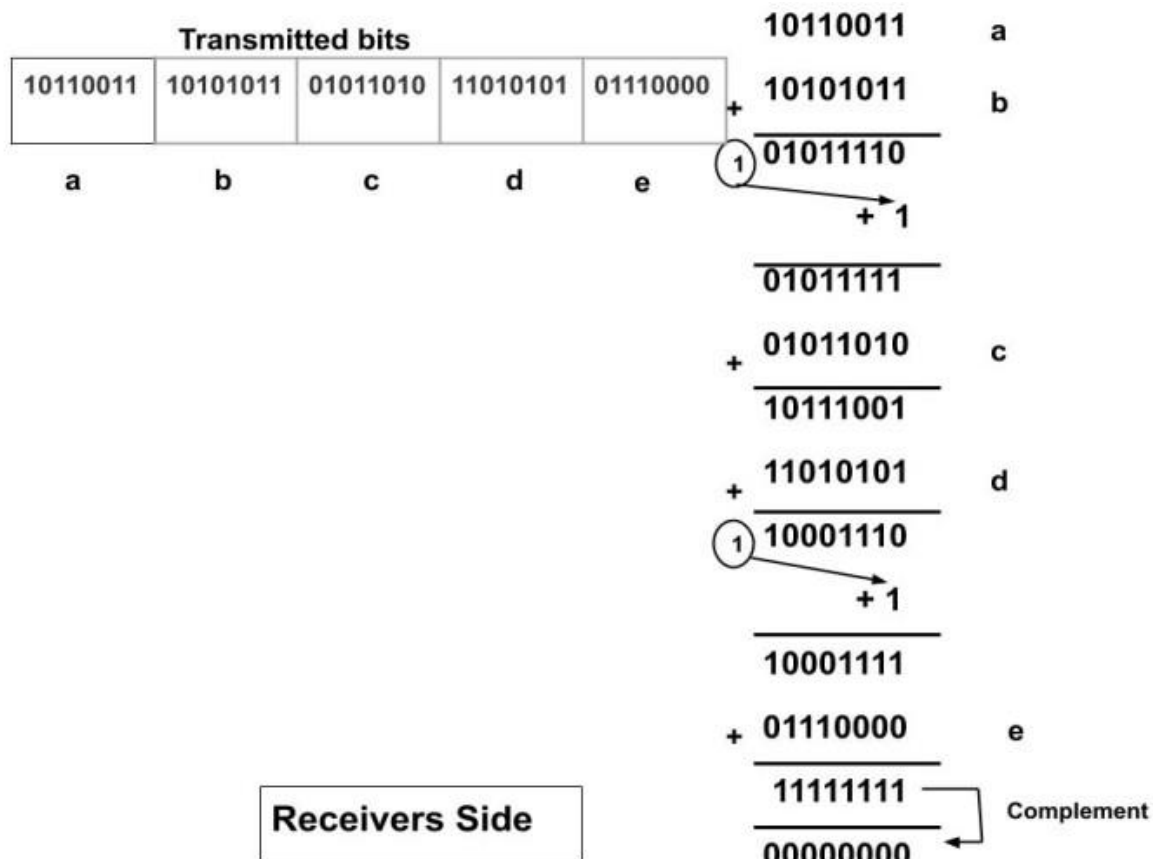 Transmitted bits
10110011 10101011 01011010 11010101 01110000
a b c d e
10110011 a
+ 10101011 b
1 01011110
+ 1
01011111
+ 01011010 c
10111001
+ 11010101 d
1 10001110
+ 1
10001111
+ 01110000 e
11111111
Complement
00000000
Receivers Side